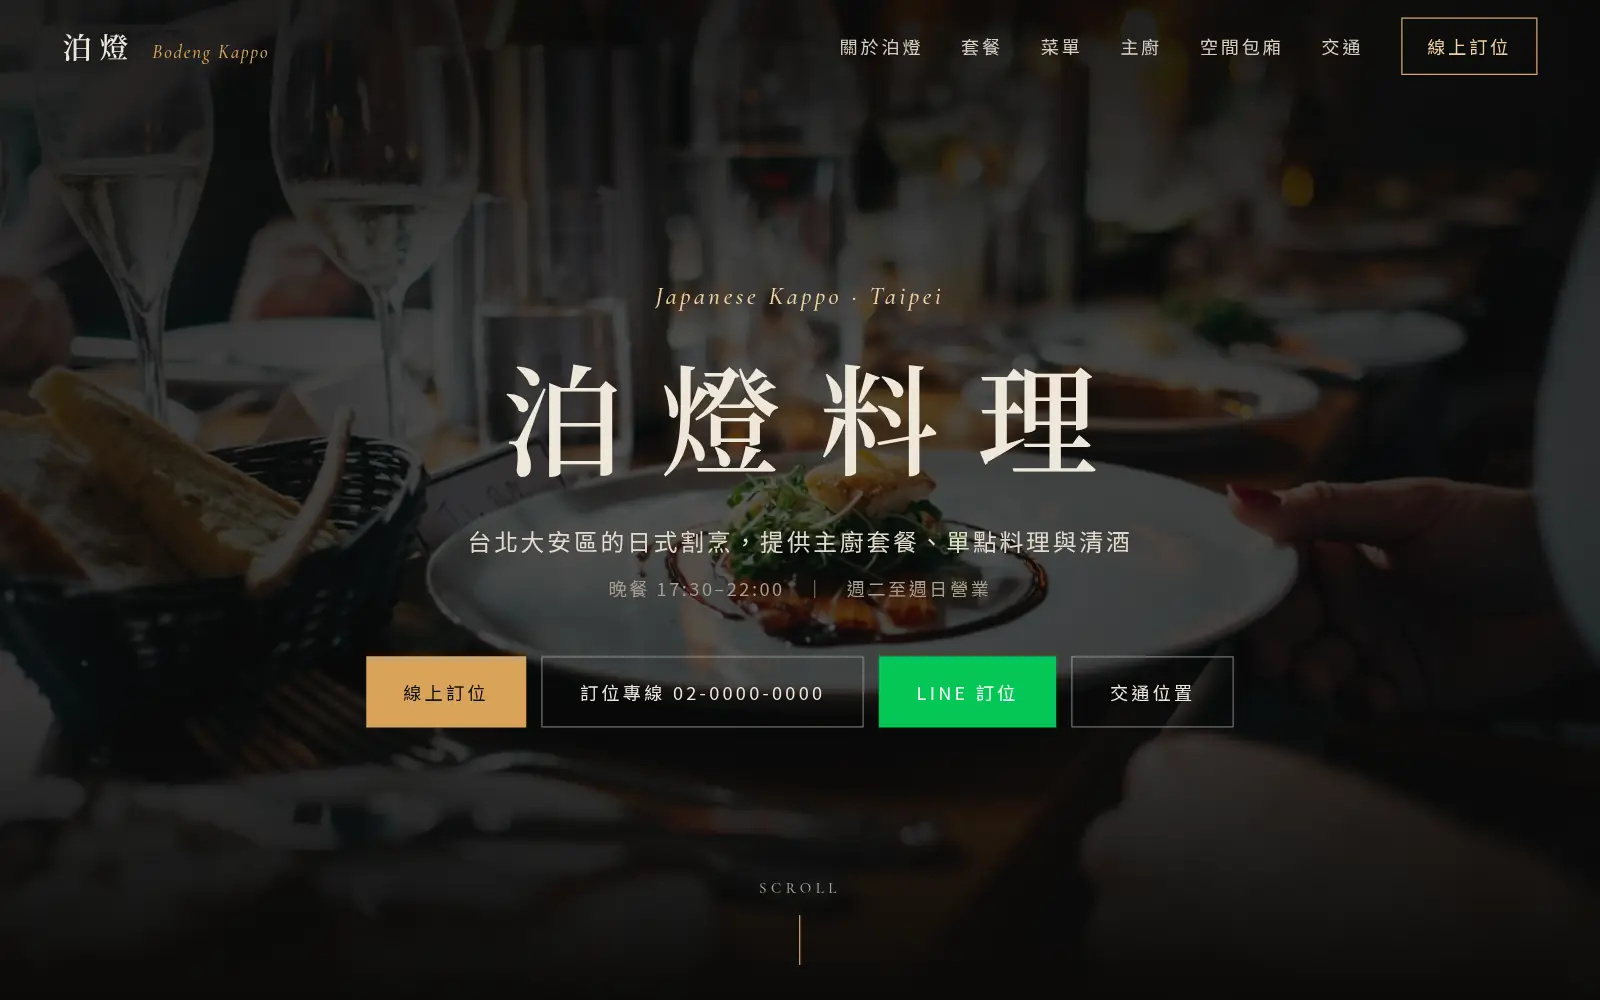 泊燈 Bodeng Kappo
關於泊燈 套餐 菜單 主廚 空間包廂 交通 線上訂位
Japanese Kappo · Taipei
泊燈料理
台北大安區的日式割烹，提供主廚套餐、單點料理與清酒
晚餐 17:30–22:00 ｜ 週二至週日營業
線上訂位 訂位專線 02-0000-0000 LINE 訂位 交通位置
SCROLL